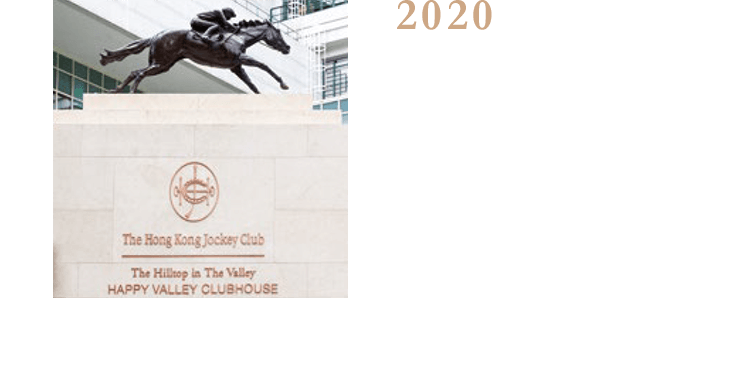 2020
The Hong Kong Jockey Club
The Hilltop in The Valley
HAPPY VALLEY CLUBHOUSE